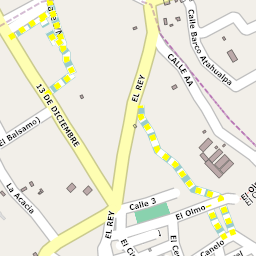 Calle Barco Atahualpa
CALLE AA
EL REY
13 DE DICIEMBRE
El Balsamo)
La Acacia
Calle 3
EL REY
El Olmo
Canelo